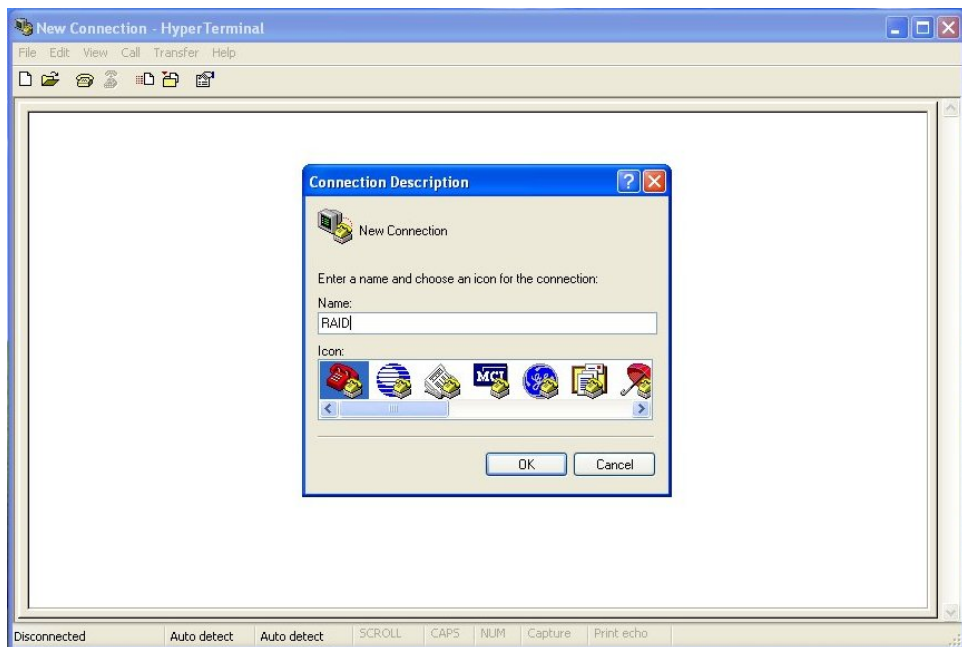 New Connection - HyperTerminal
File Edit View Call Transfer Help
Connection Description
New Connection
Enter a name and choose an icon for the connection:
Name:
RAID
Icon:
MCI
OK Cancel
Disconnected Auto detect Auto detect SCROLL CAPS NUM Capture Print echo